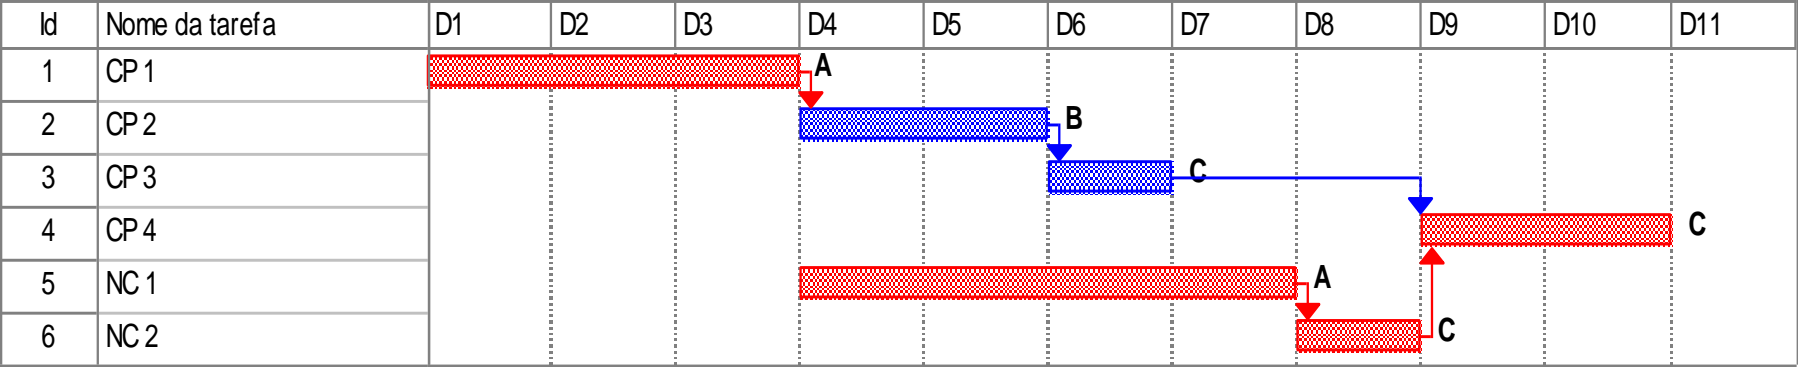 Id Nome da tarefa D1 D2 D3 D4 D5 D6 D7 D8 D9 D10 D11
1 CP 1 A
2 CP 2 B
3 CP 3 C
4 CP 4 C
5 NC 1 A
6 NC 2 C